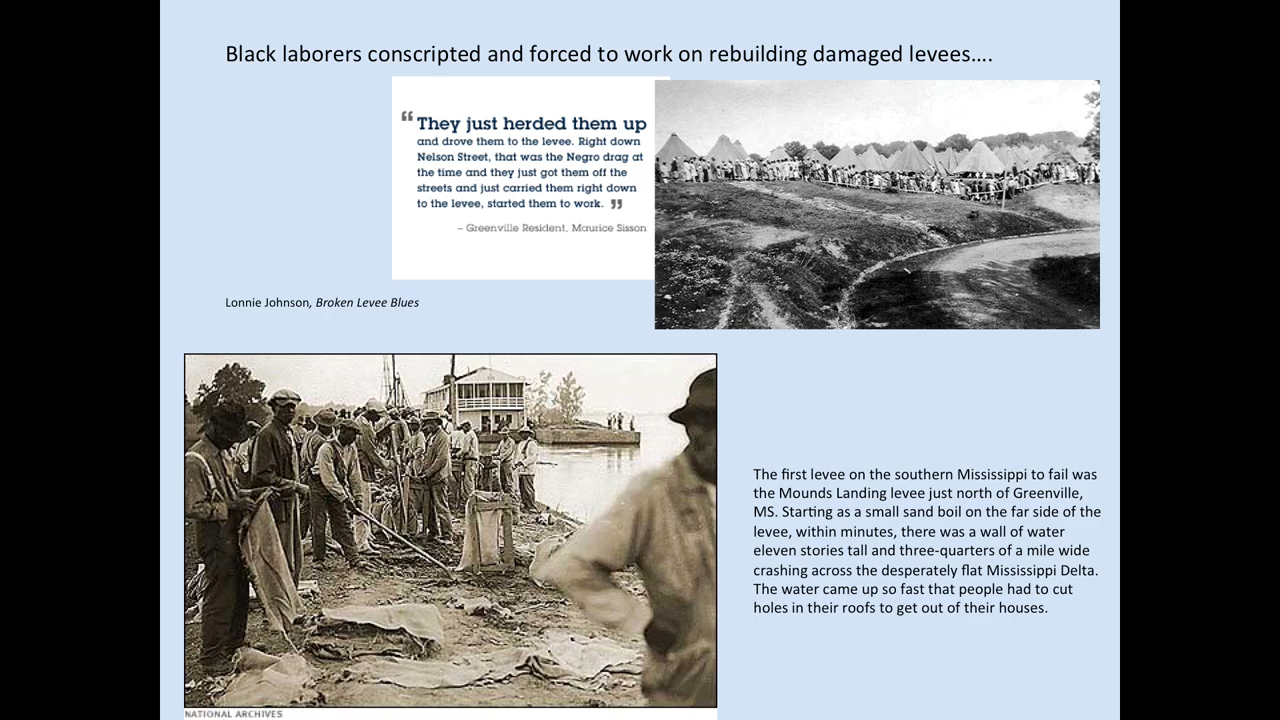 Black laborers conscripted and forced to work on rebuilding damaged levees....
“ They just herded them up
and drove them to the levee. Right down
Nelson Street, that was the Negro drag at
the time and they just got them off the
streets and just carried them right down
to the levee, started them to work. ”
– Greenville Resident, Maurice Sisson
Lonnie Johnson, Broken Levee Blues
The first levee on the southern Mississippi to fail was
the Mounds Landing levee just north of Greenville,
MS. Starting as a small sand boil on the far side of the
levee, within minutes, there was a wall of water
eleven stories tall and three-quarters of a mile wide
crashing across the desperately flat Mississippi Delta.
The water came up so fast that people had to cut
holes in their roofs to get out of their houses.
NATIONAL ARCHIVES